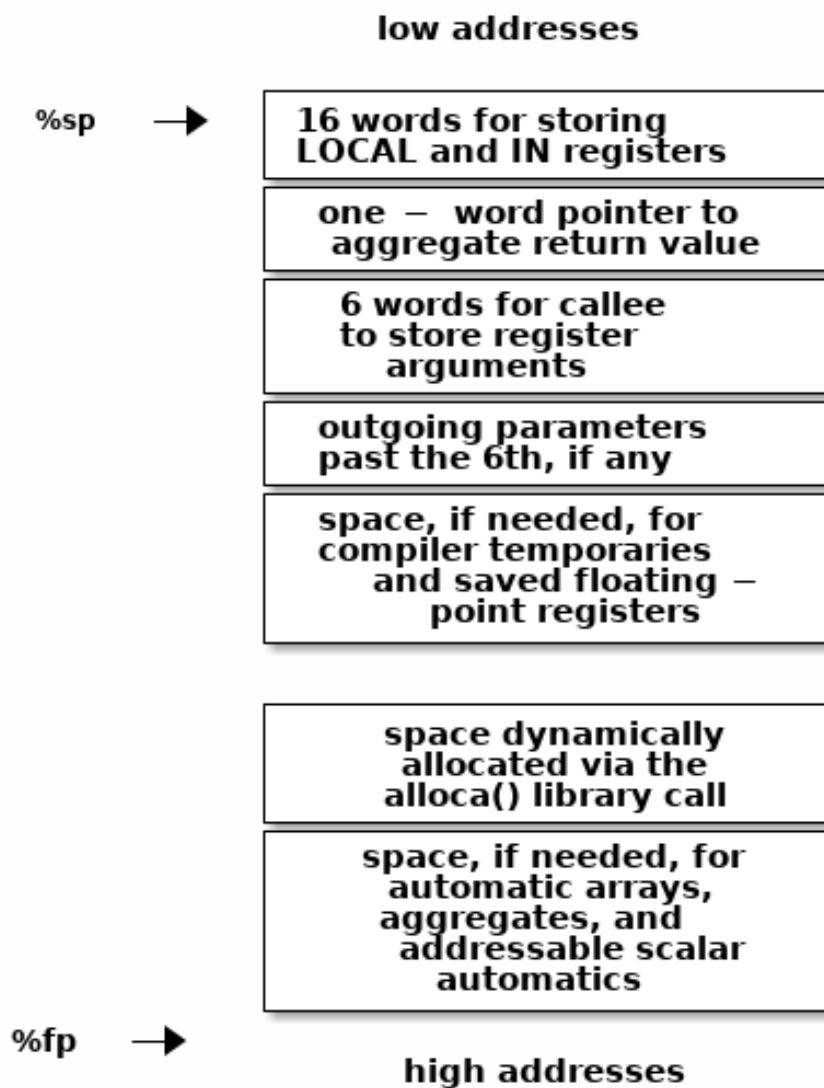 low addresses
%sp
16 words for storing
LOCAL and IN registers
one – word pointer to
aggregate return value
6 words for callee
to store register
arguments
outgoing parameters
past the 6th, if any
space, if needed, for
compiler temporaries
and saved floating –
point registers
space dynamically
allocated via the
alloca() library call
space, if needed, for
automatic arrays,
aggregates, and
addressable scalar
automatics
%fp
high addresses